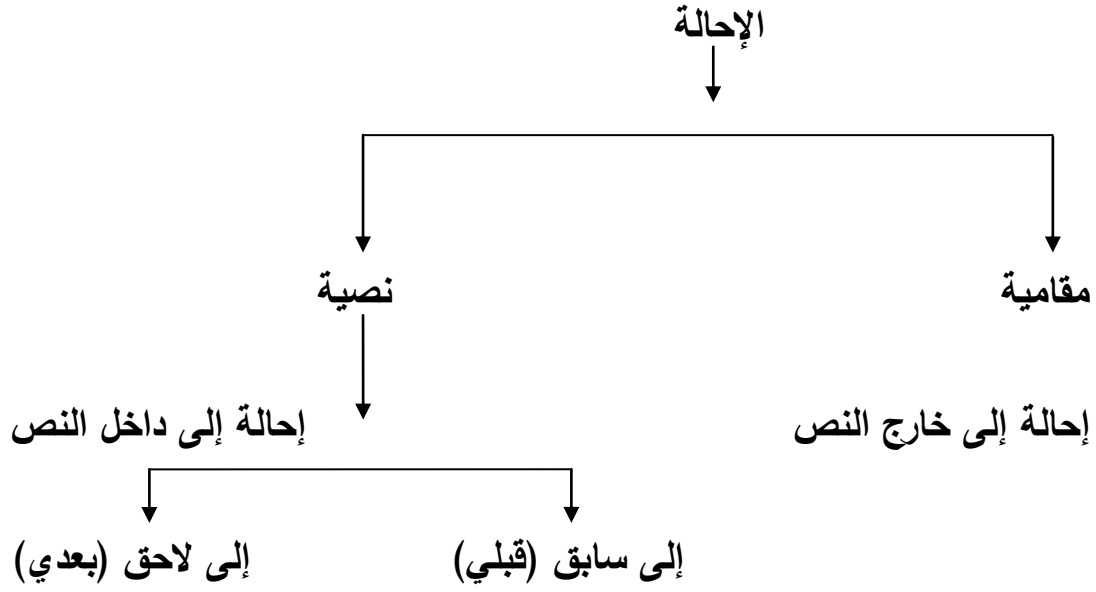 الإحالة
مقامية
نصية
إحالة إلى خارج النص
إحالة إلى داخل النص
إلى سابق (قبلي)
إلى لاحق (بعدي)